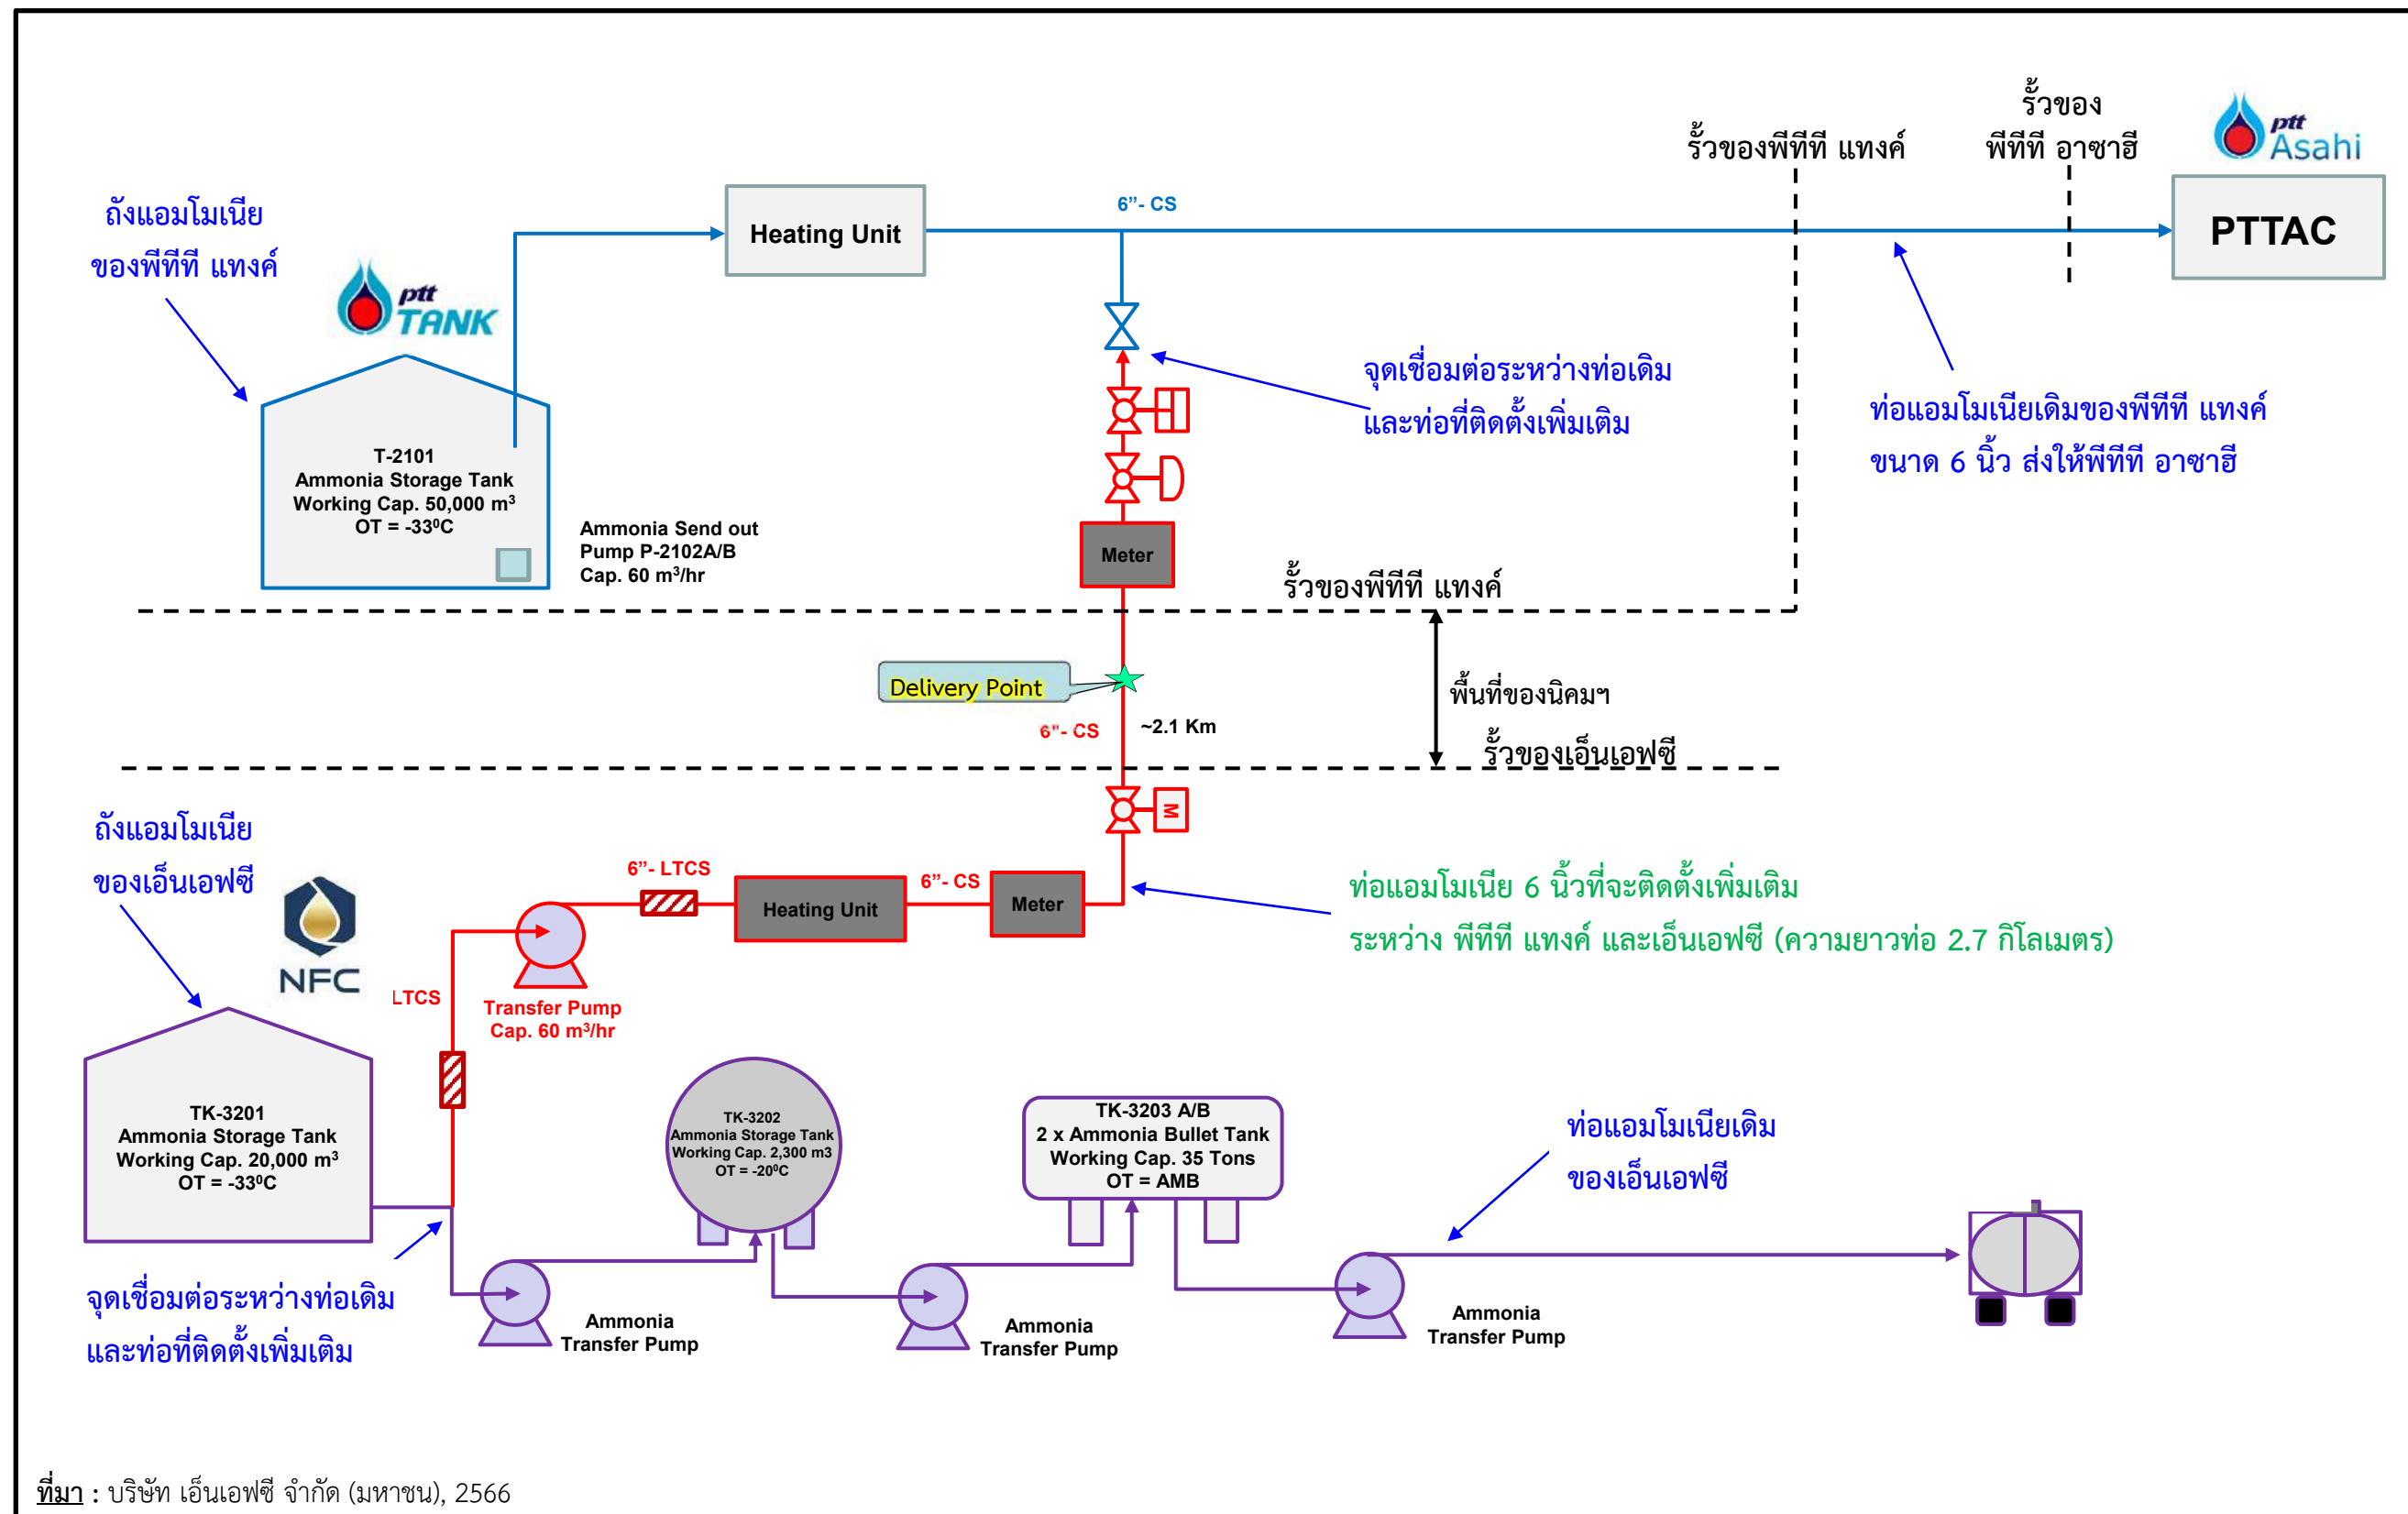 รั้วของ
พีทีที อาซาฮี
รั้วของพีทีที แทงค์
ptt
Asahi
ถังแอมโมเนีย
ของพีทีที แทงค์
ptt
TANK
Heating Unit
6”- CS
PTTAC
จุดเชื่อมต่อระหว่างท่อเดิม
และท่อที่ติดตั้งเพิ่มเติม
ท่อแอมโมเนียเดิมของพีทีที แทงค์
ขนาด 6 นิ้ว ส่งให้พีทีที อาซาฮี
T-2101
Ammonia Storage Tank
Working Cap. 50,000 m³
OT = -33⁰C
Ammonia Send out
Pump P-2102A/B
Cap. 60 m³/hr
Meter
รั้วของพีทีที แทงค์
Delivery Point
พื้นที่ของนิคมฯ
6"- CS
~2.1 Km
รั้วของเอ็นเอฟซี
M
ถังแอมโมเนีย
ของเอ็นเอฟซี
NFC
6”- LTCS
Heating Unit
6”- CS
Meter
ท่อแอมโมเนีย 6 นิ้วที่จะติดตั้งเพิ่มเติม
ระหว่าง พีทีที แทงค์ และเอ็นเอฟซี (ความยาวท่อ 2.7 กิโลเมตร)
LTCS
Transfer Pump
Cap. 60 m³/hr
TK-3201
Ammonia Storage Tank
Working Cap. 20,000 m³
OT = -33⁰C
TK-3202
Ammonia Storage Tank
Working Cap. 2,300 m3
OT = -20⁰C
TK-3203 A/B
2 x Ammonia Bullet Tank
Working Cap. 35 Tons
OT = AMB
ท่อแอมโมเนียเดิม
ของเอ็นเอฟซี
จุดเชื่อมต่อระหว่างท่อเดิม
และท่อที่ติดตั้งเพิ่มเติม
Ammonia
Transfer Pump
Ammonia
Transfer Pump
Ammonia
Transfer Pump
ที่มา : บริษัท เอ็นเอฟซี จำกัด (มหาชน), 2566